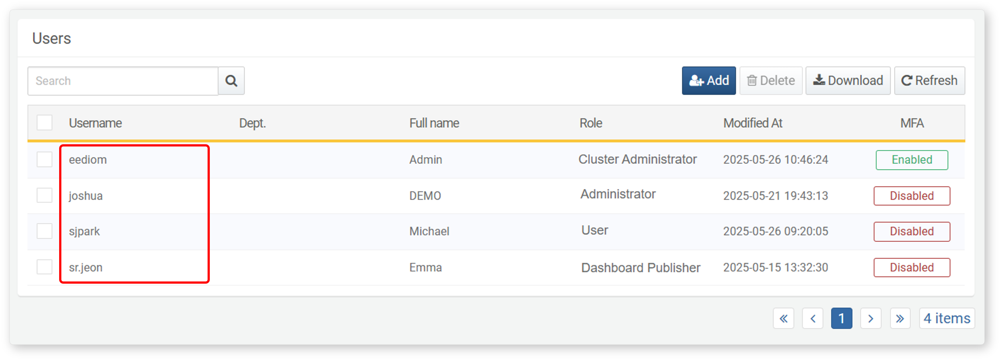 Users
Search Add Delete Download Refresh
Username Dept. Full name Role Modified At MFA
eediom Admin Cluster Administrator 2025-05-26 10:46:24 Enabled
joshua DEMO Administrator 2025-05-21 19:43:13 Disabled
sjpark Michael User 2025-05-26 09:20:05 Disabled
sr.jeon Emma Dashboard Publisher 2025-05-15 13:32:30 Disabled
« ‹ 1 › » 4 items